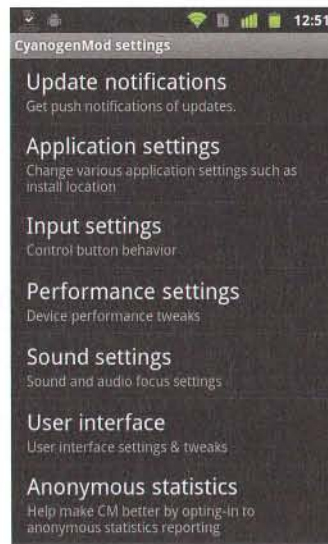 12:51
CyanogenMod settings
Update notifications
Get push notifications of updates.
Application settings
Change various application settings such as
install location
Input settings
Control button behavior
Performance settings
Device performance tweaks
Sound settings
Sound and audio focus settings
User interface
User interface settings & tweaks
Anonymous statistics
Help make CM better by opting-in to
anonymous statistics reporting